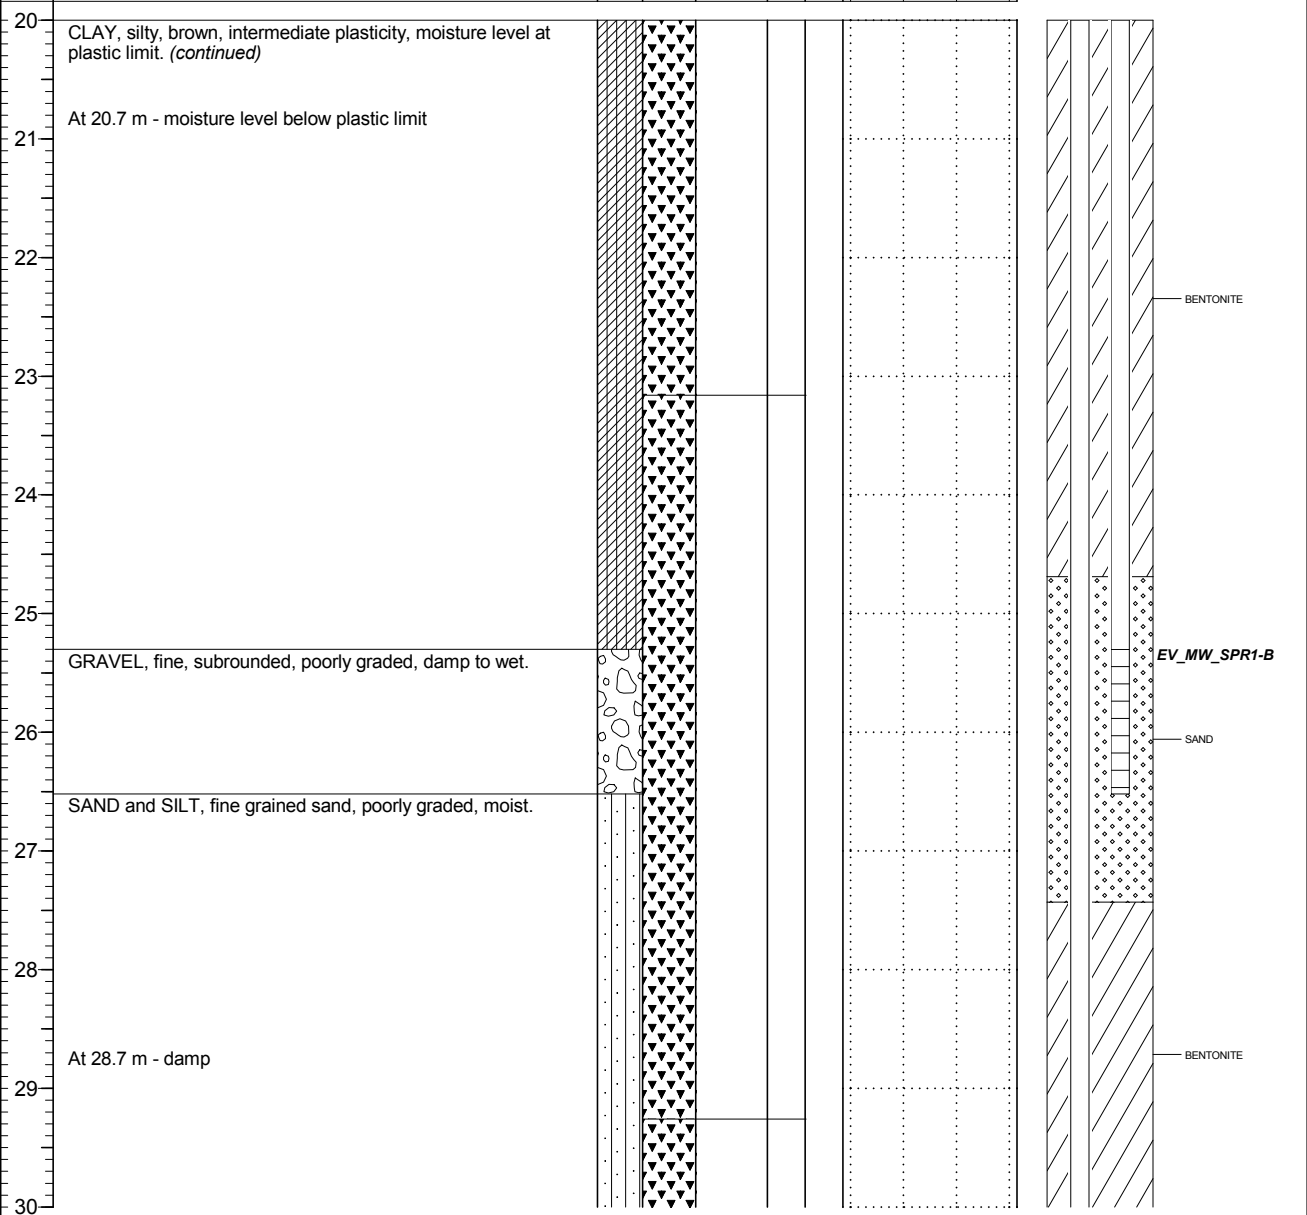 20
CLAY, silty, brown, intermediate plasticity, moisture level at
plastic limit. (continued)
At 20.7 m - moisture level below plastic limit
21
22
BENTONITE
23
24
25
GRAVEL, fine, subrounded, poorly graded, damp to wet.
EV_MW_SPR1-B
26
SAND
SAND and SILT, fine grained sand, poorly graded, moist.
27
28
At 28.7 m - damp
BENTONITE
29
30